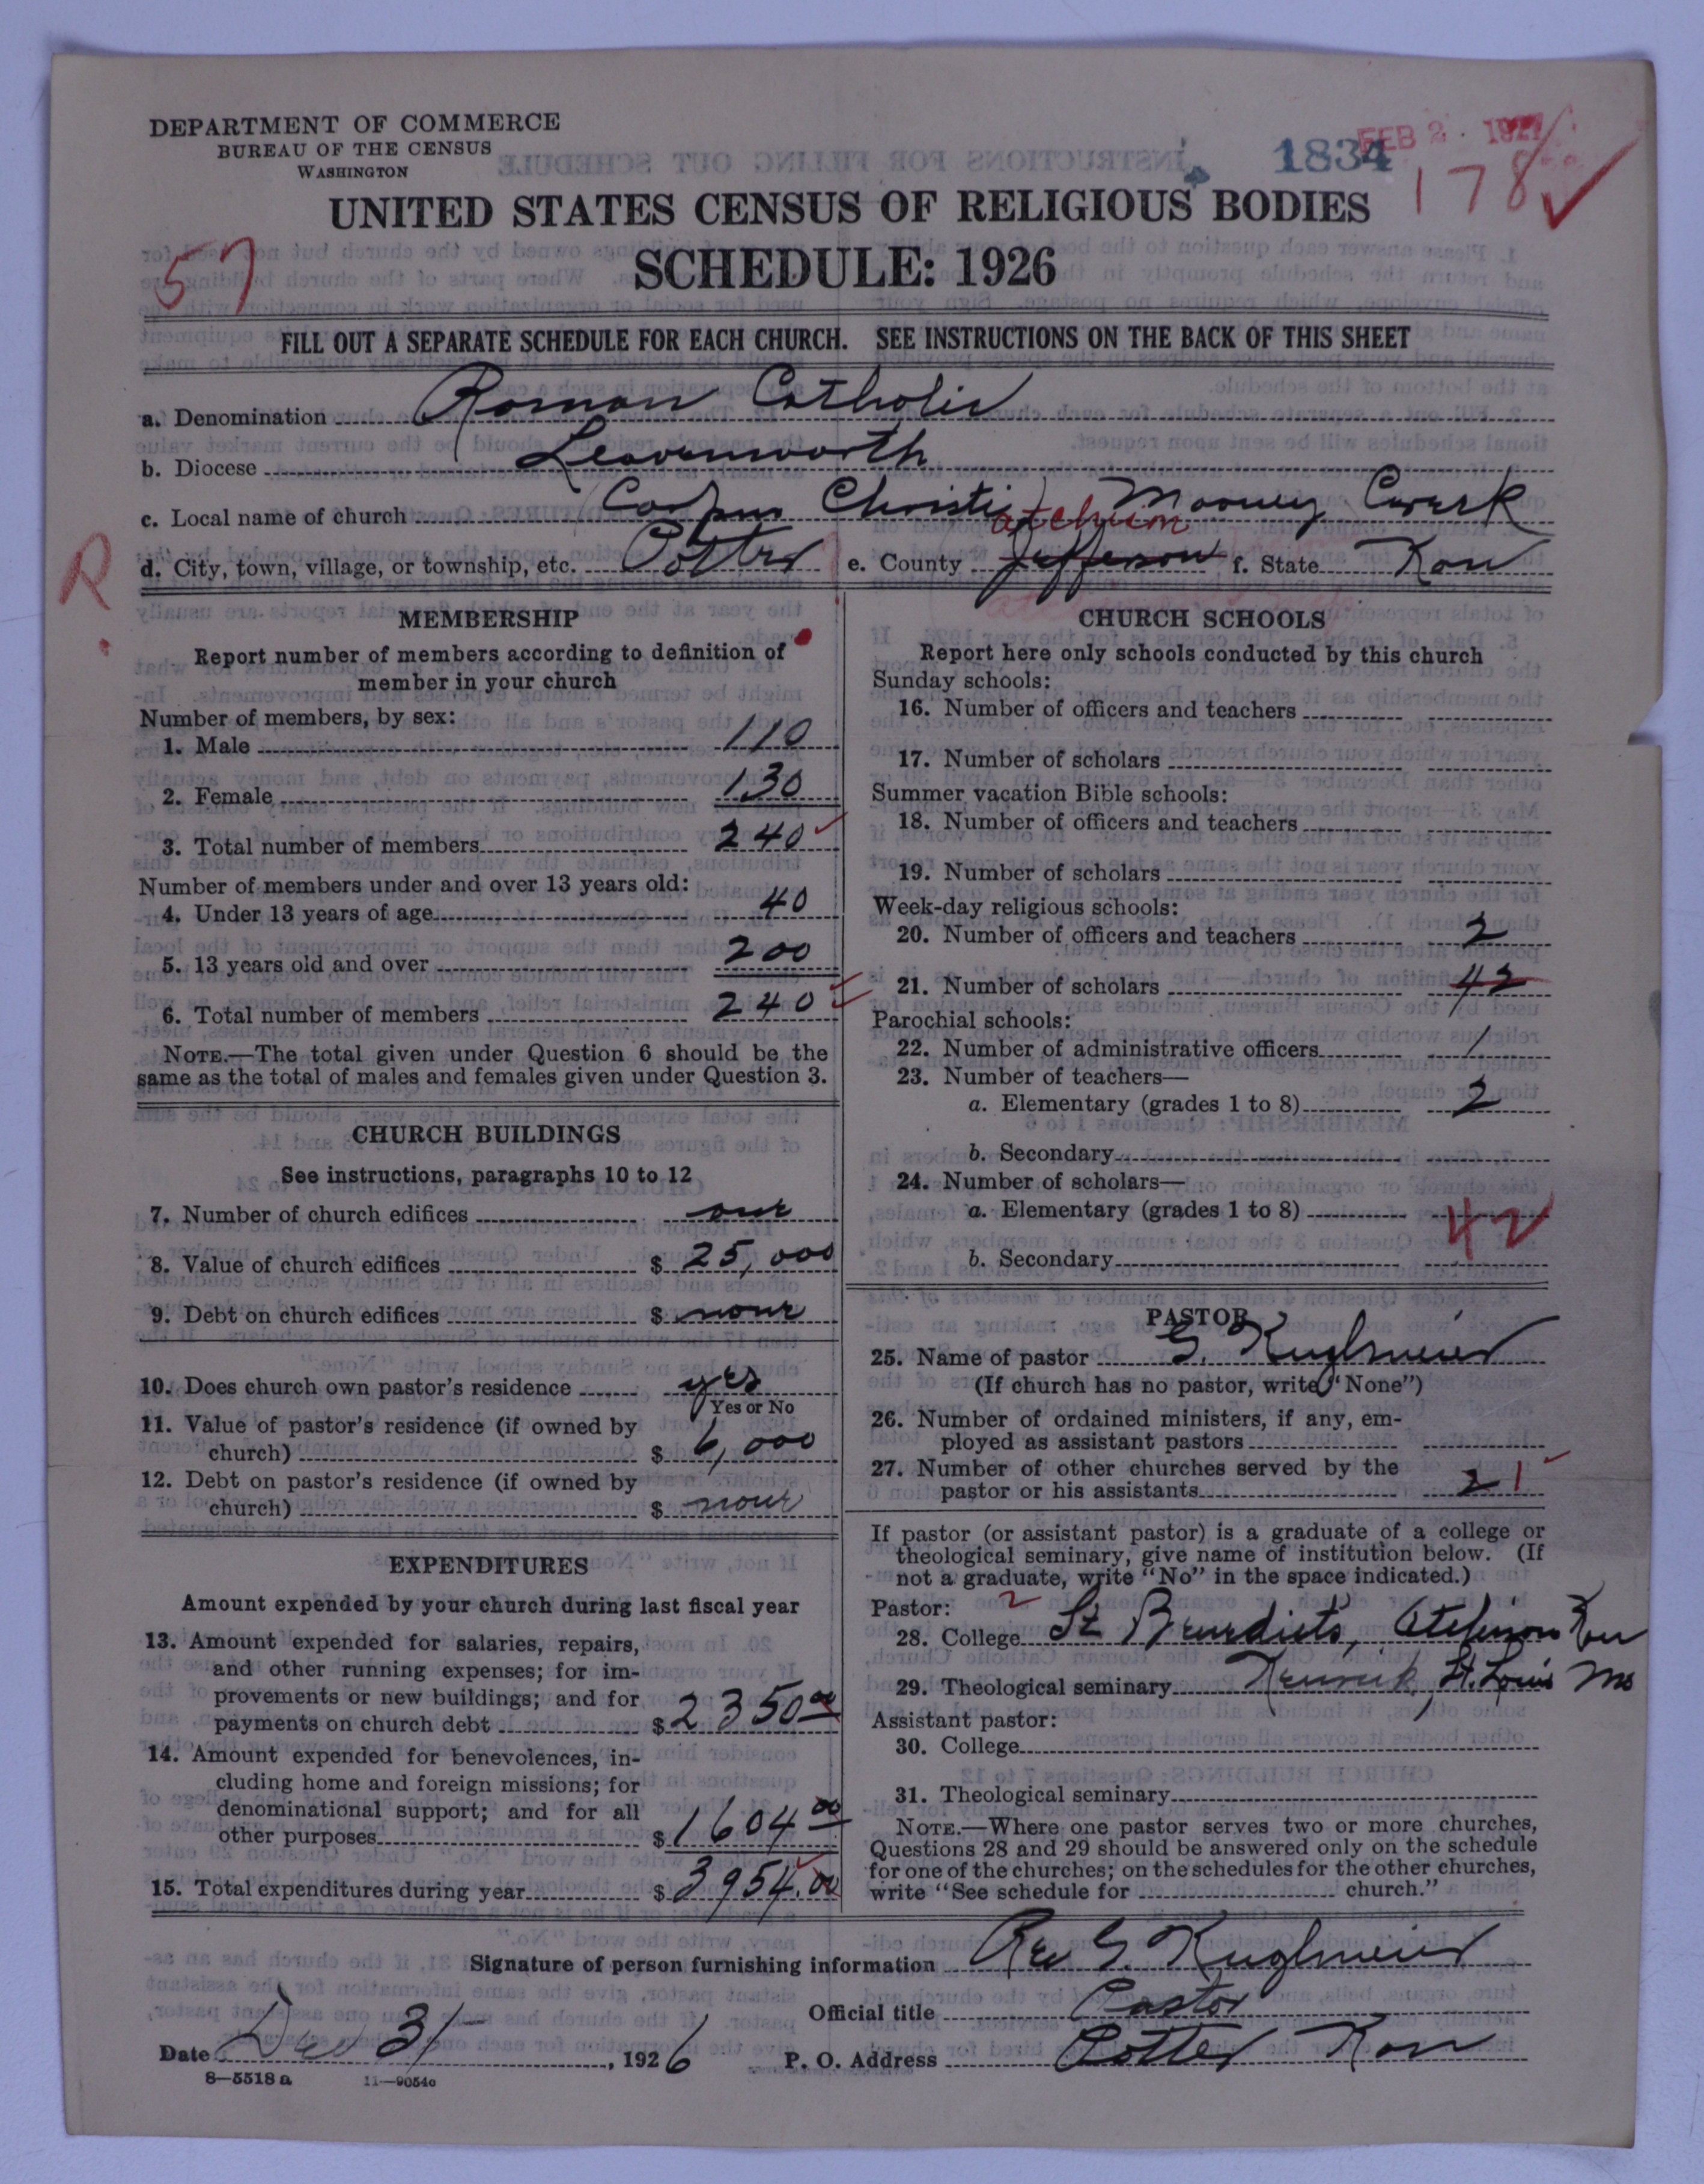 DEPARTMENT OF COMMERCE
BUREAU OF THE CENSUS
WASHINGTON
1834
FEB 2 1927
178
UNITED STATES CENSUS OF RELIGIOUS BODIES
57
SCHEDULE: 1926
FILL OUT A SEPARATE SCHEDULE FOR EACH CHURCH. SEE INSTRUCTIONS ON THE BACK OF THIS SHEET
a. Denomination Roman Catholic
b. Diocese Leavenworth
c. Local name of church Corpus Christi, Mooney Creek
atchison
R
d. City, town, village, or township, etc. Potter e. County Jefferson f. State Kan
MEMBERSHIP
Report number of members according to definition of
member in your church
Number of members, by sex:
1. Male 110
2. Female 130
3. Total number of members 240
Number of members under and over 13 years old:
4. Under 13 years of age 40
5. 13 years old and over 200
6. Total number of members 240
NOTE.—The total given under Question 6 should be the
same as the total of males and females given under Question 3.
CHURCH BUILDINGS
See instructions, paragraphs 10 to 12
7. Number of church edifices one
8. Value of church edifices $ 25,000
9. Debt on church edifices $ none
10. Does church own pastor's residence yes
Yes or No
11. Value of pastor's residence (if owned by
church) $ 6,000
12. Debt on pastor's residence (if owned by
church) $ none
EXPENDITURES
Amount expended by your church during last fiscal year
13. Amount expended for salaries, repairs,
and other running expenses; for im-
provements or new buildings; and for
payments on church debt $ 2350 00
14. Amount expended for benevolences, in-
cluding home and foreign missions; for
denominational support; and for all
other purposes $ 1604 00
15. Total expenditures during year $ 3954.00
CHURCH SCHOOLS
Report here only schools conducted by this church
Sunday schools:
16. Number of officers and teachers
17. Number of scholars
Summer vacation Bible schools:
18. Number of officers and teachers
19. Number of scholars
Week-day religious schools:
20. Number of officers and teachers 2
21. Number of scholars 42
Parochial schools:
22. Number of administrative officers 1
23. Number of teachers—
a. Elementary (grades 1 to 8) 2
b. Secondary
24. Number of scholars—
a. Elementary (grades 1 to 8) 42
b. Secondary
PASTOR
25. Name of pastor G. Kuglmeier
(If church has no pastor, write "None")
26. Number of ordained ministers, if any, em-
ployed as assistant pastors
27. Number of other churches served by the
pastor or his assistants 2 1
If pastor (or assistant pastor) is a graduate of a college or
theological seminary, give name of institution below. (If
not a graduate, write "No" in the space indicated.)
Pastor: 2
28. College St Benedicts, Atchison Kan
29. Theological seminary Kenrick, St. Louis Mo
Assistant pastor:
30. College
31. Theological seminary
NOTE.—Where one pastor serves two or more churches,
Questions 28 and 29 should be answered only on the schedule
for one of the churches; on the schedules for the other churches,
write "See schedule for church."
Signature of person furnishing information Rev G. Kuglmeier
Official title Pastor
Date Dec 31, 1926 P. O. Address Potter Kan
8—5518 a 11—9054c